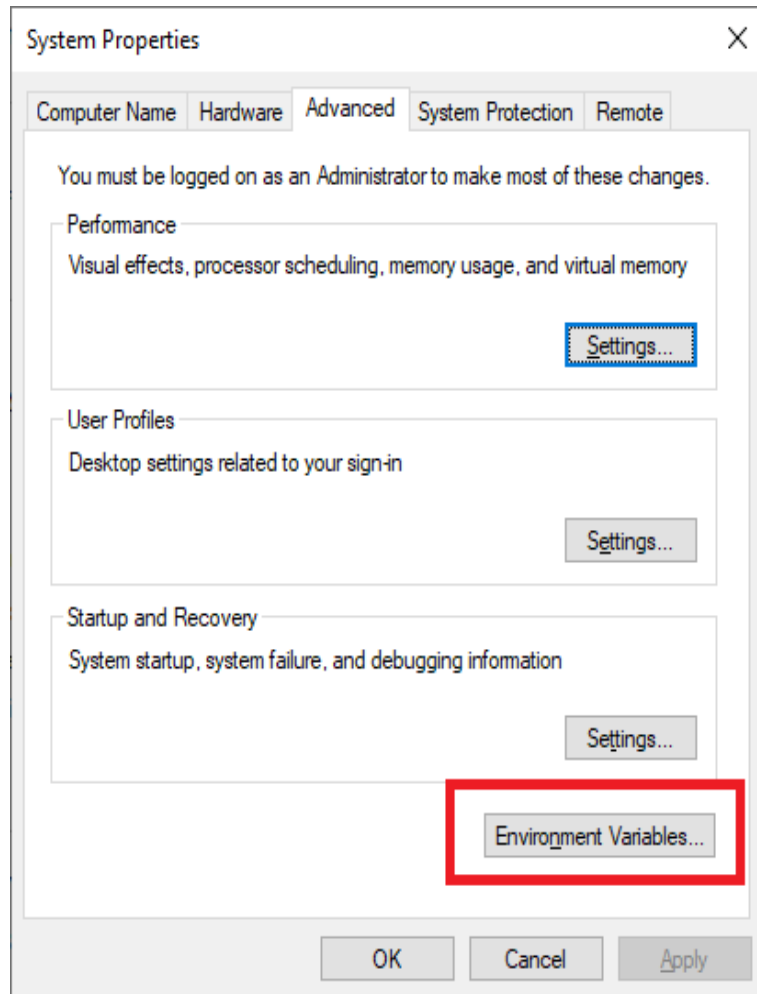 System Properties
Computer Name Hardware Advanced System Protection Remote
You must be logged on as an Administrator to make most of these changes.
Performance
Visual effects, processor scheduling, memory usage, and virtual memory
Settings...
User Profiles
Desktop settings related to your sign-in
Settings...
Startup and Recovery
System startup, system failure, and debugging information
Settings...
Environment Variables...
OK Cancel Apply